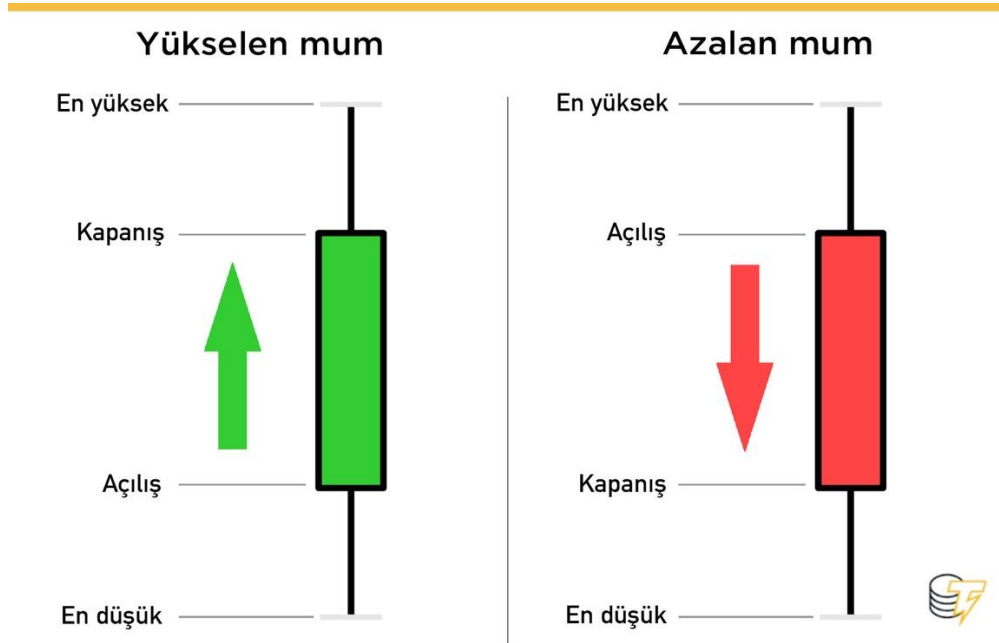 Yükselen mum
En yüksek
Kapanış
Açılış
En düşük
Azalan mum
En yüksek
Açılış
Kapanış
En düşük